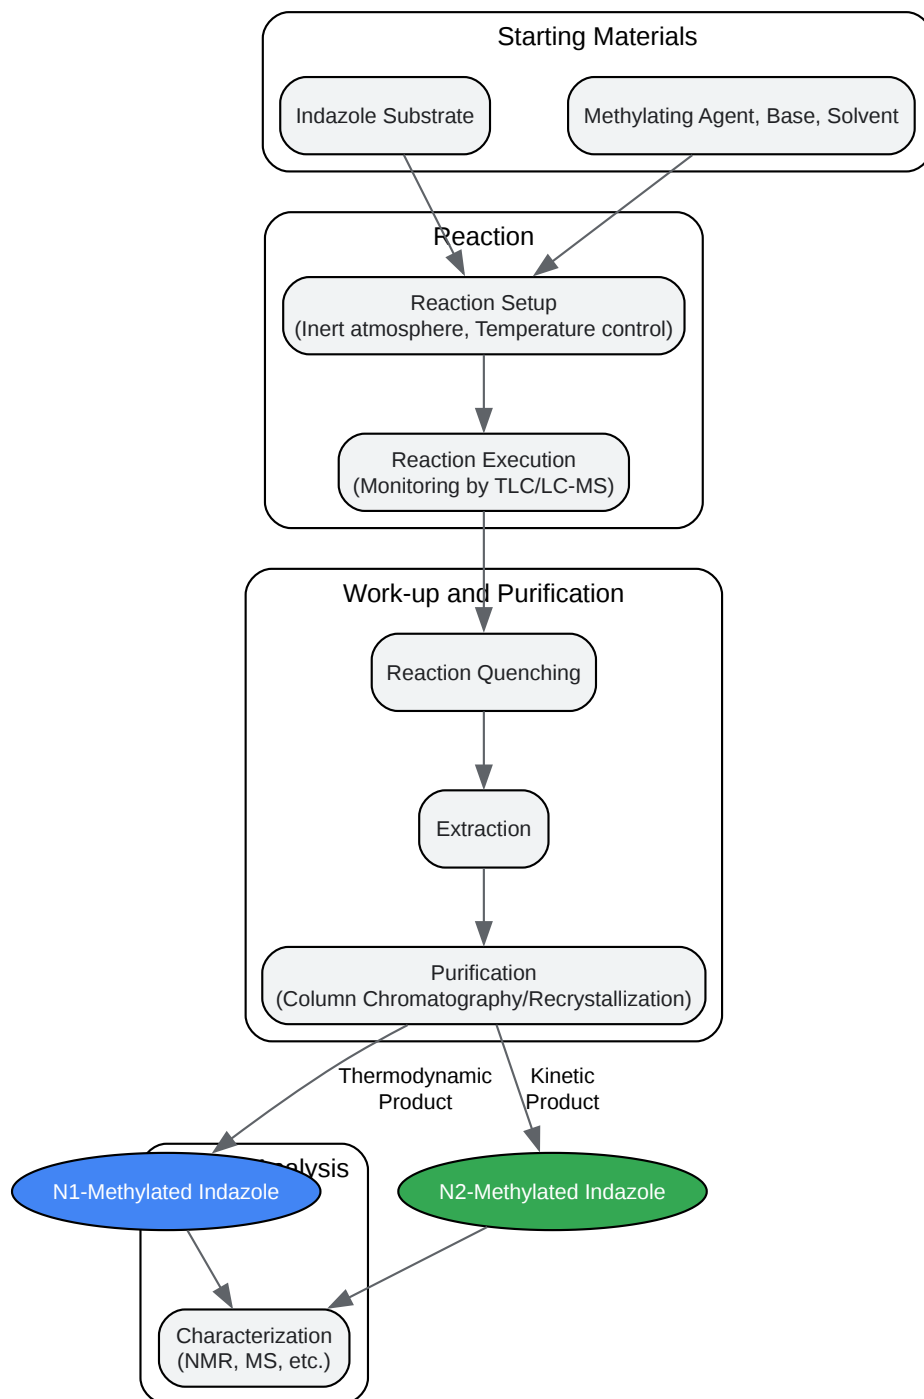 Starting Materials
Indazole Substrate
Methylating Agent, Base, Solvent
Reaction
Reaction Setup
(Inert atmosphere, Temperature control)
Reaction Execution
(Monitoring by TLC/LC-MS)
Work-up and Purification
Reaction Quenching
Extraction
Purification
(Column Chromatography/Recrystallization)
Thermodynamic
Product
Kinetic
Product
N1-Methylated Indazole
N2-Methylated Indazole
Characterization
(NMR, MS, etc.)